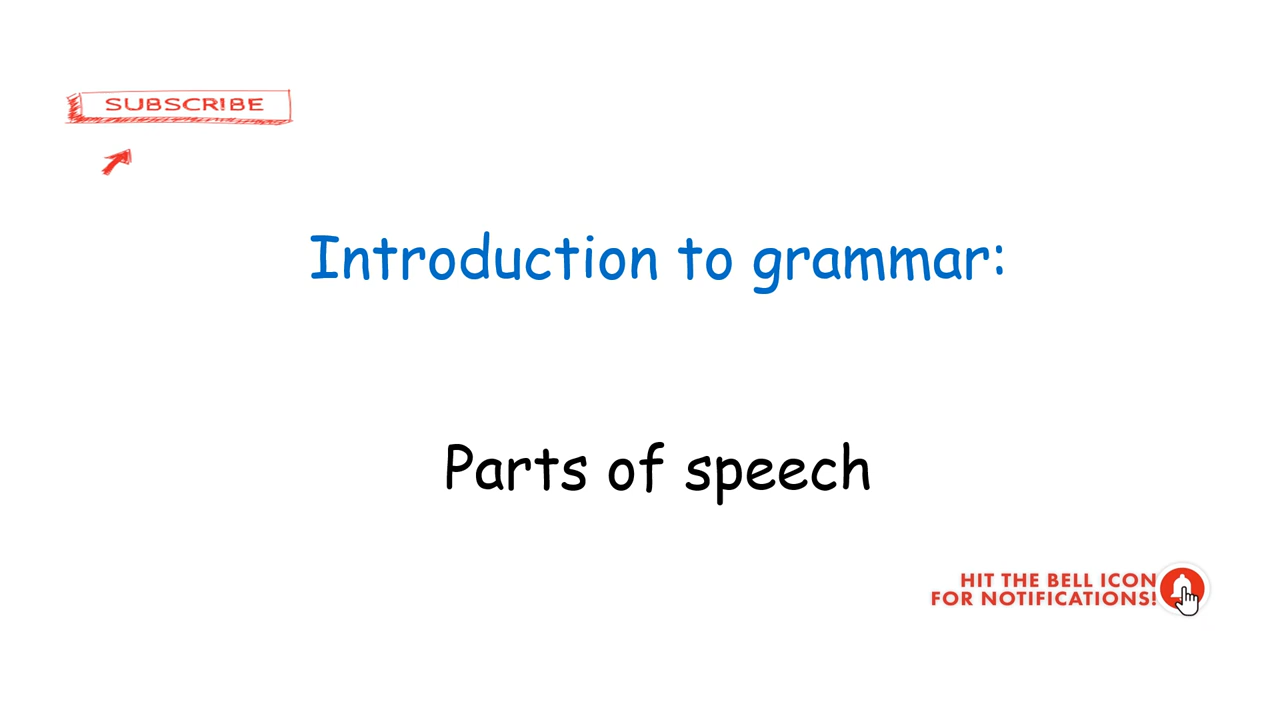 SUBSCRIBE
Introduction to grammar:
Parts of speech
HIT THE BELL ICON
FOR NOTIFICATIONS!